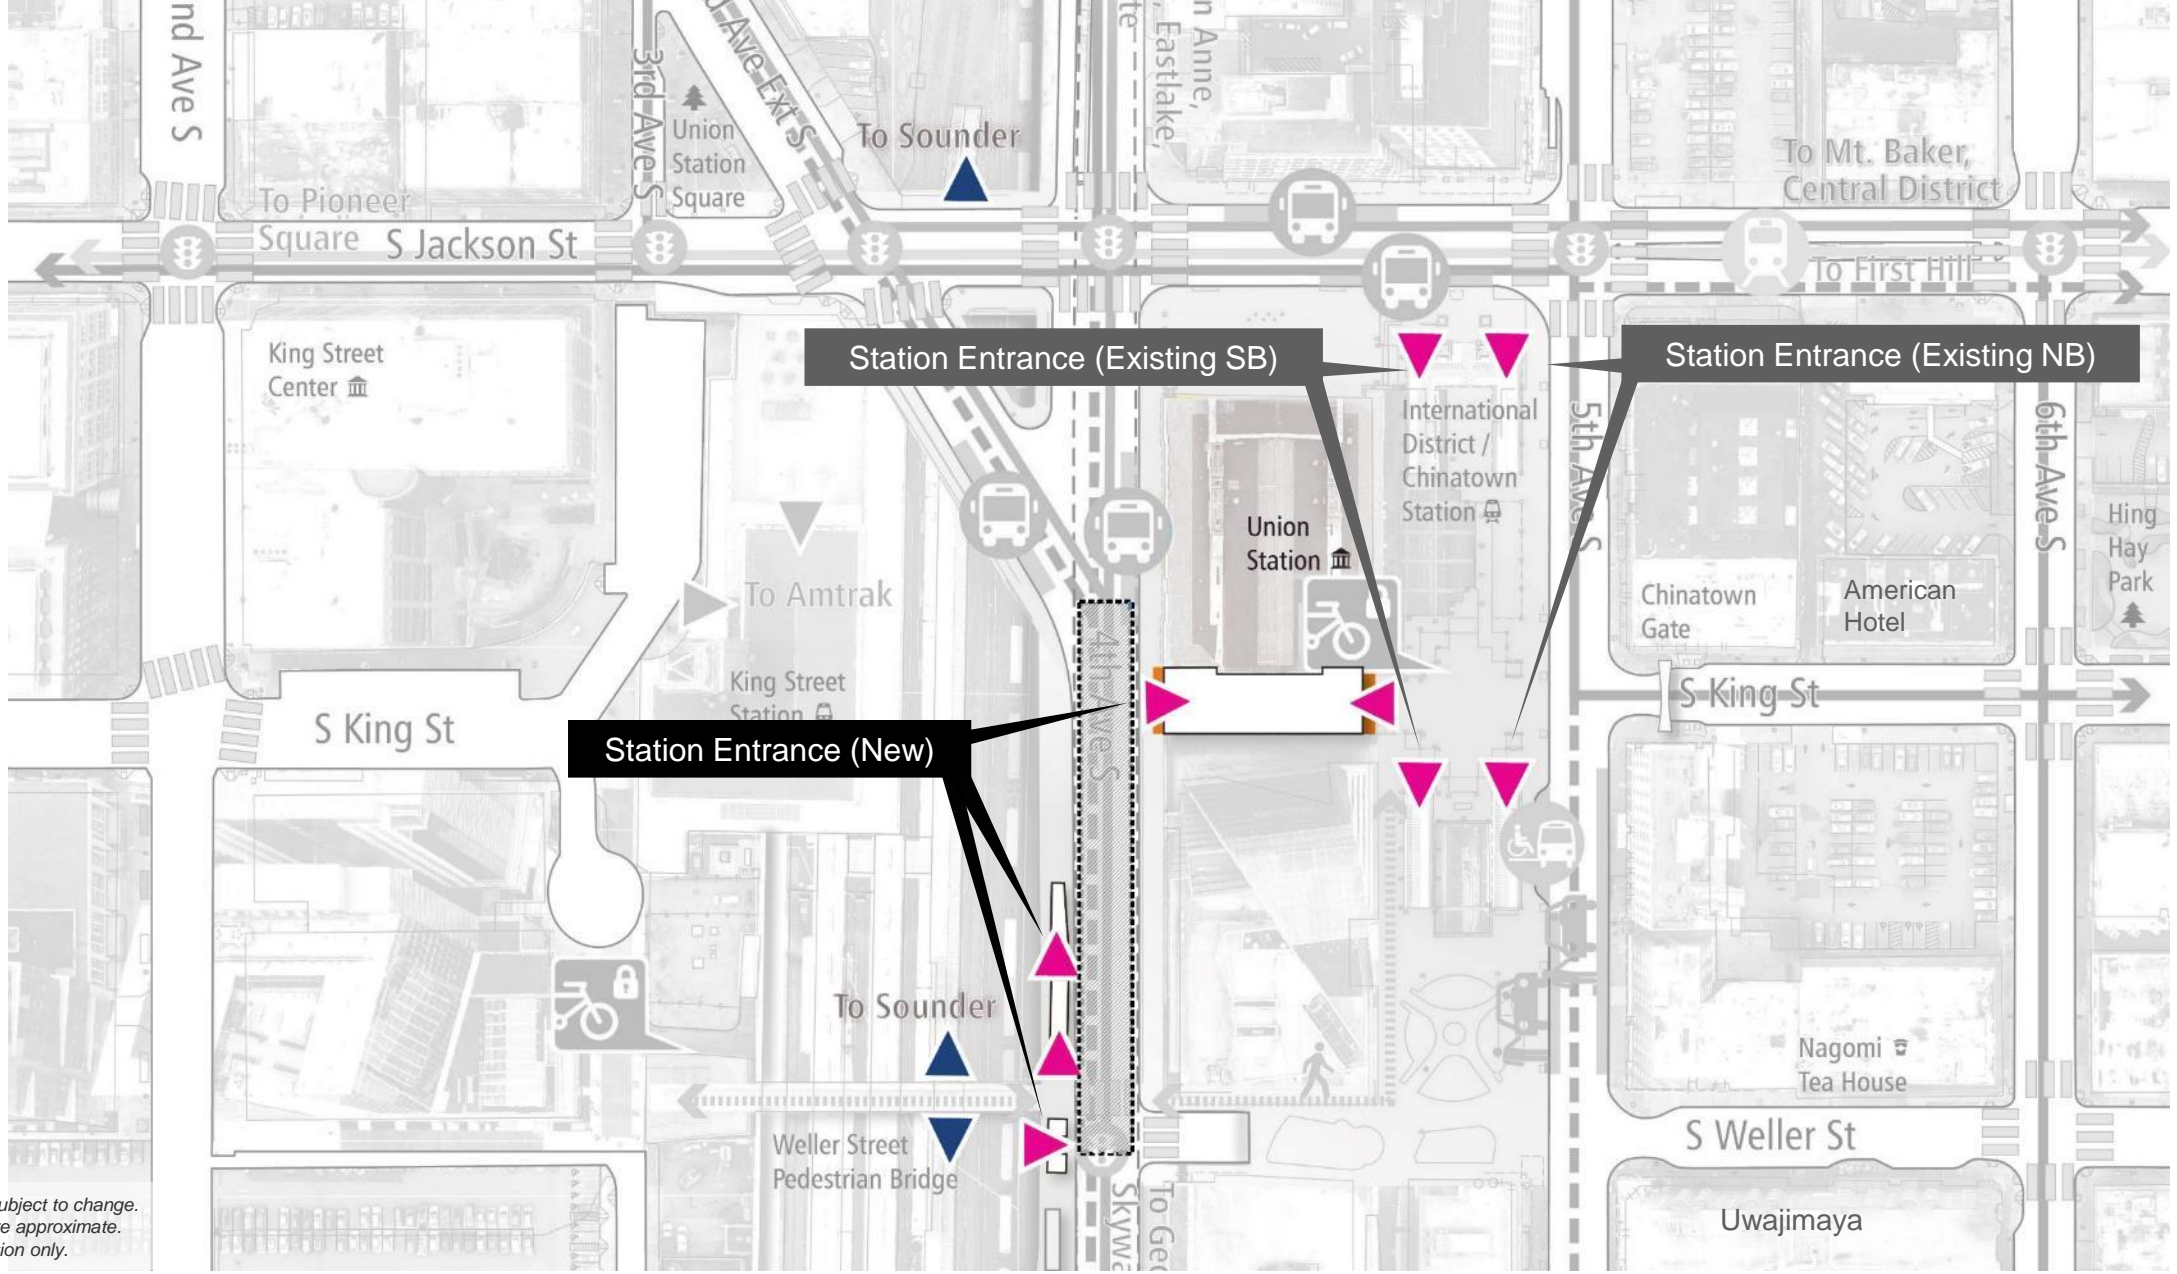 nd Ave S
3rd Ave S
d Ave Ext S
Union
Station
Square
To Sounder
te
, Eastlake,
n Anne,
To Mt. Baker,
Central District
To Pioneer
Square
S Jackson St
To First Hill
King Street
Center
Station Entrance (Existing SB)
Station Entrance (Existing NB)
International
District /
Chinatown
Station
5th Ave S
6th Ave S
Union
Station
Hing
Hay
Park
To Amtrak
Chinatown
Gate
American
Hotel
4th Ave S
King Street
Station
S King St
S King St
Station Entrance (New)
To Sounder
Nagomi
Tea House
Weller Street
Pedestrian Bridge
S Weller St
Skywa
To Geo
Uwajimaya
ubject to change.
e approximate.
tion only.